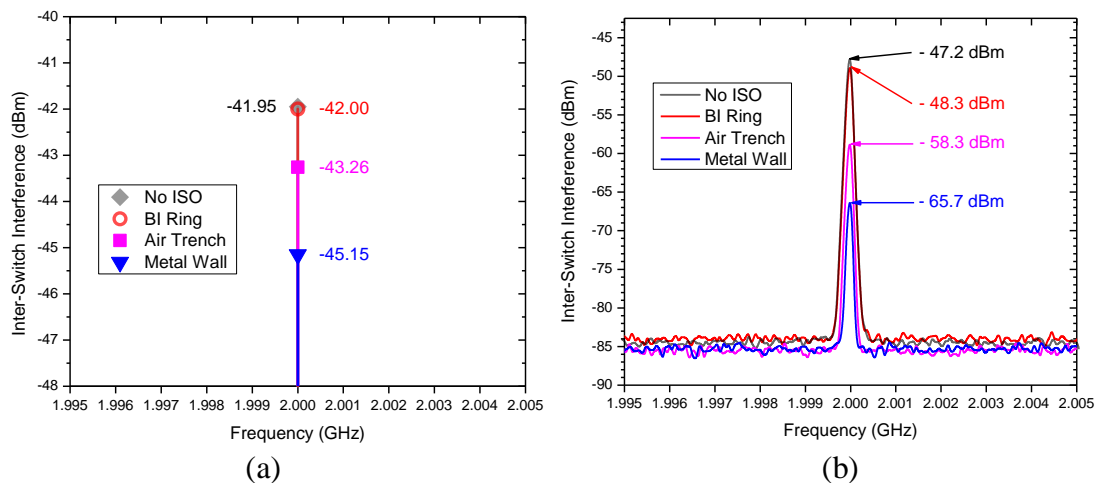 -40
-41
-42
-43
-44
-45
-46
-47
-48
Inter-Switch Interference (dBm)
-41.95
-42.00
-43.26
-45.15
No ISO
BI Ring
Air Trench
Metal Wall
1.995 1.996 1.997 1.998 1.999 2.000 2.001 2.002 2.003 2.004 2.005
Frequency (GHz)
(a)
-45
-50
-55
-60
-65
-70
-75
-80
-85
-90
Inter-Switch Interference (dBm)
No ISO
BI Ring
Air Trench
Metal Wall
- 47.2 dBm
- 48.3 dBm
- 58.3 dBm
- 65.7 dBm
1.995 1.996 1.997 1.998 1.999 2.000 2.001 2.002 2.003 2.004 2.005
Frequency (GHz)
(b)